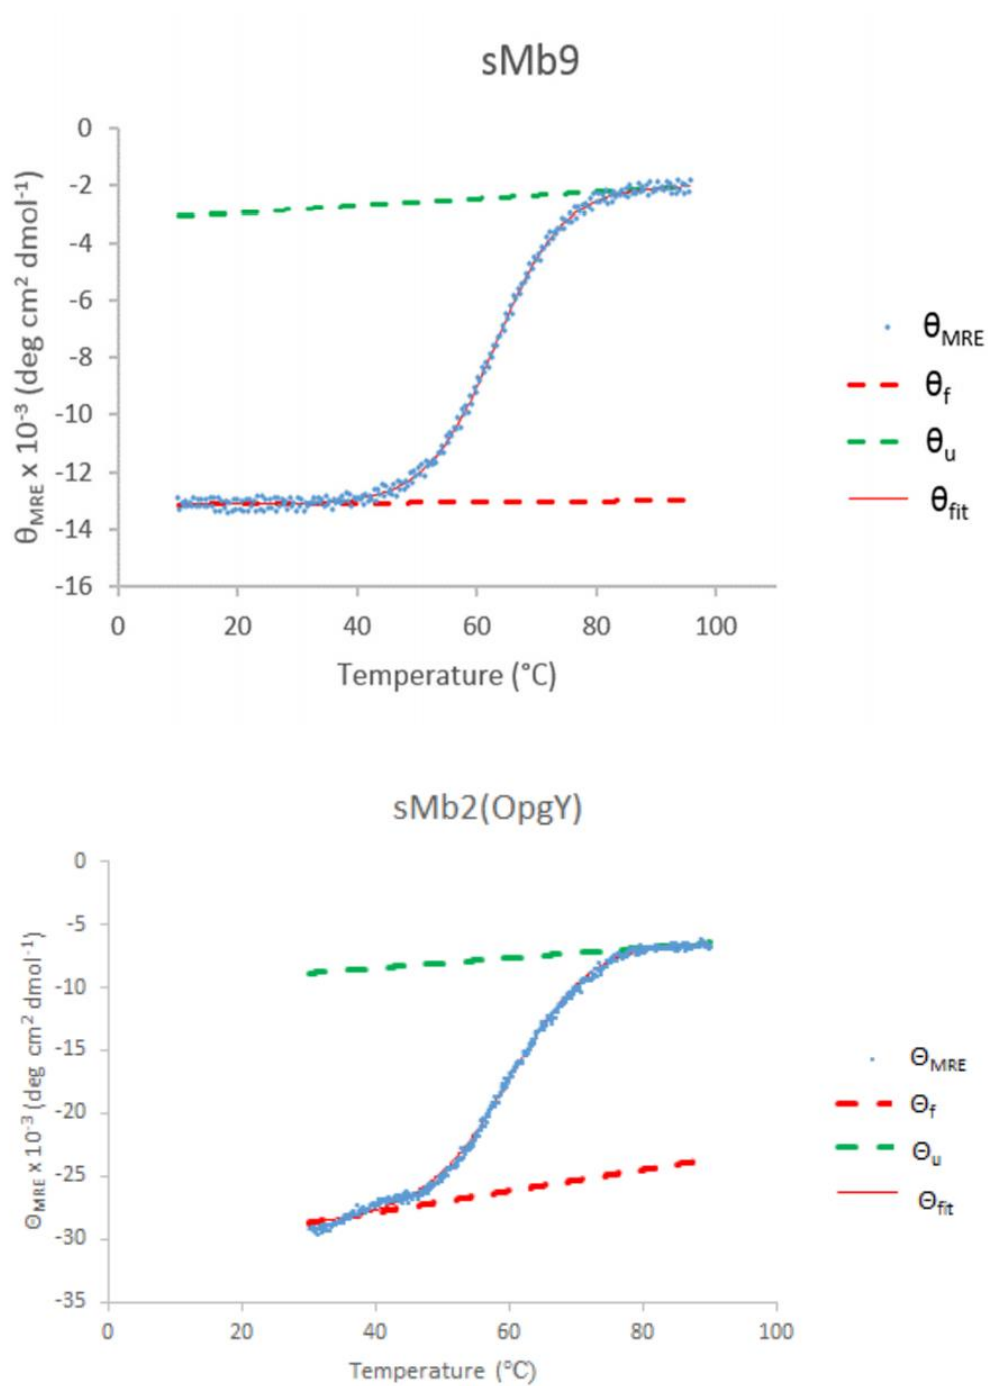 sMb9
0
-2
-4
-6
-8
-10
-12
-14
-16
θMRE x 10-3 (deg cm2 dmol-1)
0 20 40 60 80 100
Temperature (°C)
θMRE
θf
θu
θfit
sMb2(OpgY)
0
-5
-10
-15
-20
-25
-30
-35
ΘMRE x 10-3 (deg cm2 dmol-1)
0 20 40 60 80 100
Temperature (°C)
ΘMRE
Θf
Θu
Θfit